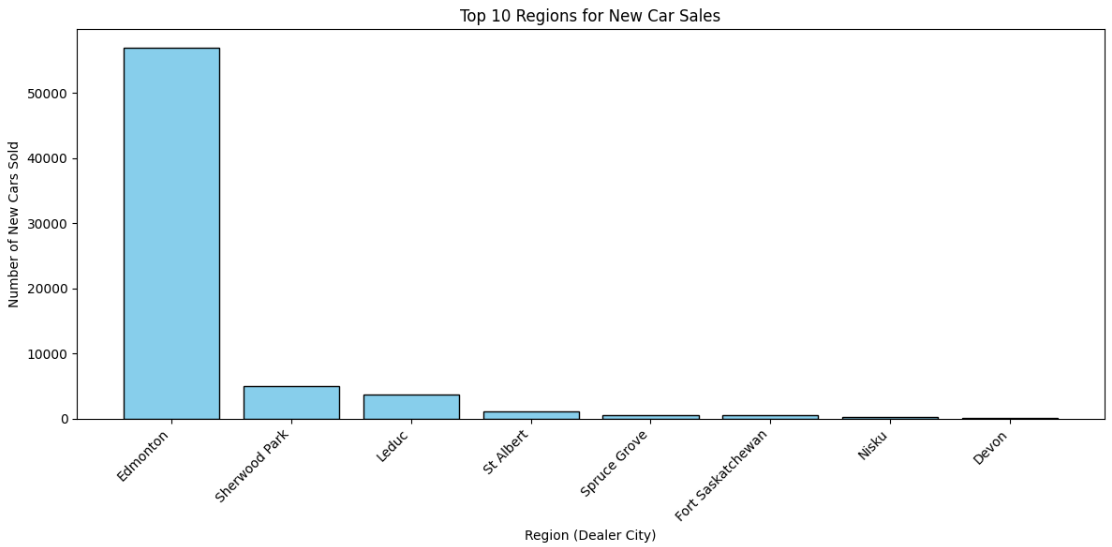 Top 10 Regions for New Car Sales
Number of New Cars Sold
50000
40000
30000
20000
10000
0
Edmonton
Sherwood Park
Leduc
St Albert
Spruce Grove
Fort Saskatchewan
Nisku
Devon
Region (Dealer City)